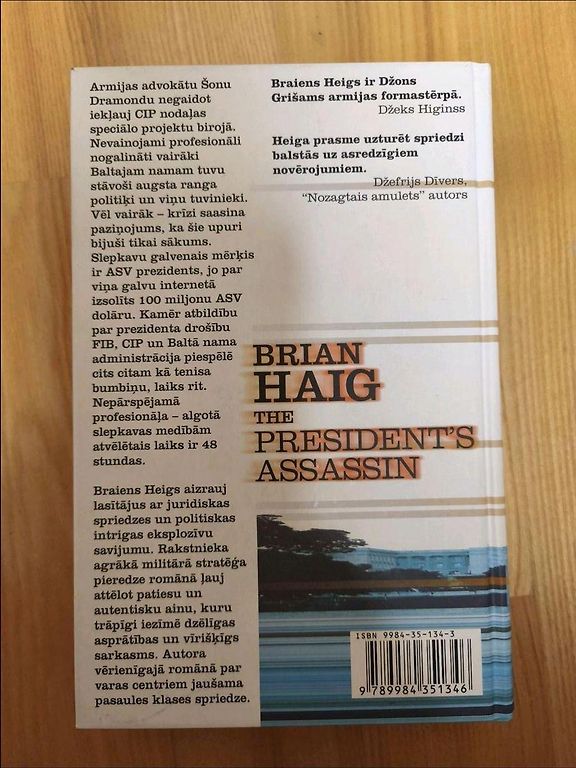 Armijas advokātu Šonu
Dramondu negaidot
iekļauj CIP nodaļas
speciālo projektu birojā.
Nevainojami profesionāli
nogalināti vairāki
Baltajam namam tuvu
stāvoši augsta ranga
politiķi un viņu tuvinieki.
Vēl vairāk – krīzi saasina
paziņojums, ka šie upuri
bijuši tikai sākums.
Slepkavu galvenais mērķis
ir ASV prezidents, jo par
viņa galvu internetā
izsolīts 100 miljonu ASV
dolāru. Kamēr atbildību
par prezidenta drošību
FIB, CIP un Baltā nama
administrācija piespēlē
cits citam kā tenisa
bumbiņu, laiks rit.
Nepārspējamā
profesionāļa – algotā
slepkavas medībām
atvēlētais laiks ir 48
stundas.
Braiens Heigs aizrauj
lasītājus ar juridiskas
spriedzes un politiskas
intrigas eksplozīvu
savijumu. Rakstnieka
agrākā militārā stratēģa
pieredze romānā ļauj
attēlot patiesu un
autentisku ainu, kuru
trāpīgi iezīmē dzēlīgas
asprātības un vīrišķīgs
sarkasms. Autora
vērienīgajā romānā par
varas centriem jaušama
pasaules klases spriedze.
Braiens Heigs ir Džons
Grišams armijas formastērpā.
Džeks Higinss
Heiga prasme uzturēt spriedzi
balstās uz asredzīgiem
novērojumiem.
Džefrijs Dīvers,
“Nozagtais amulets” autors
BRIAN
HAIG
THE
PRESIDENT'S
ASSASSIN
ISBN 9984-35-134-3
9 789984 351346